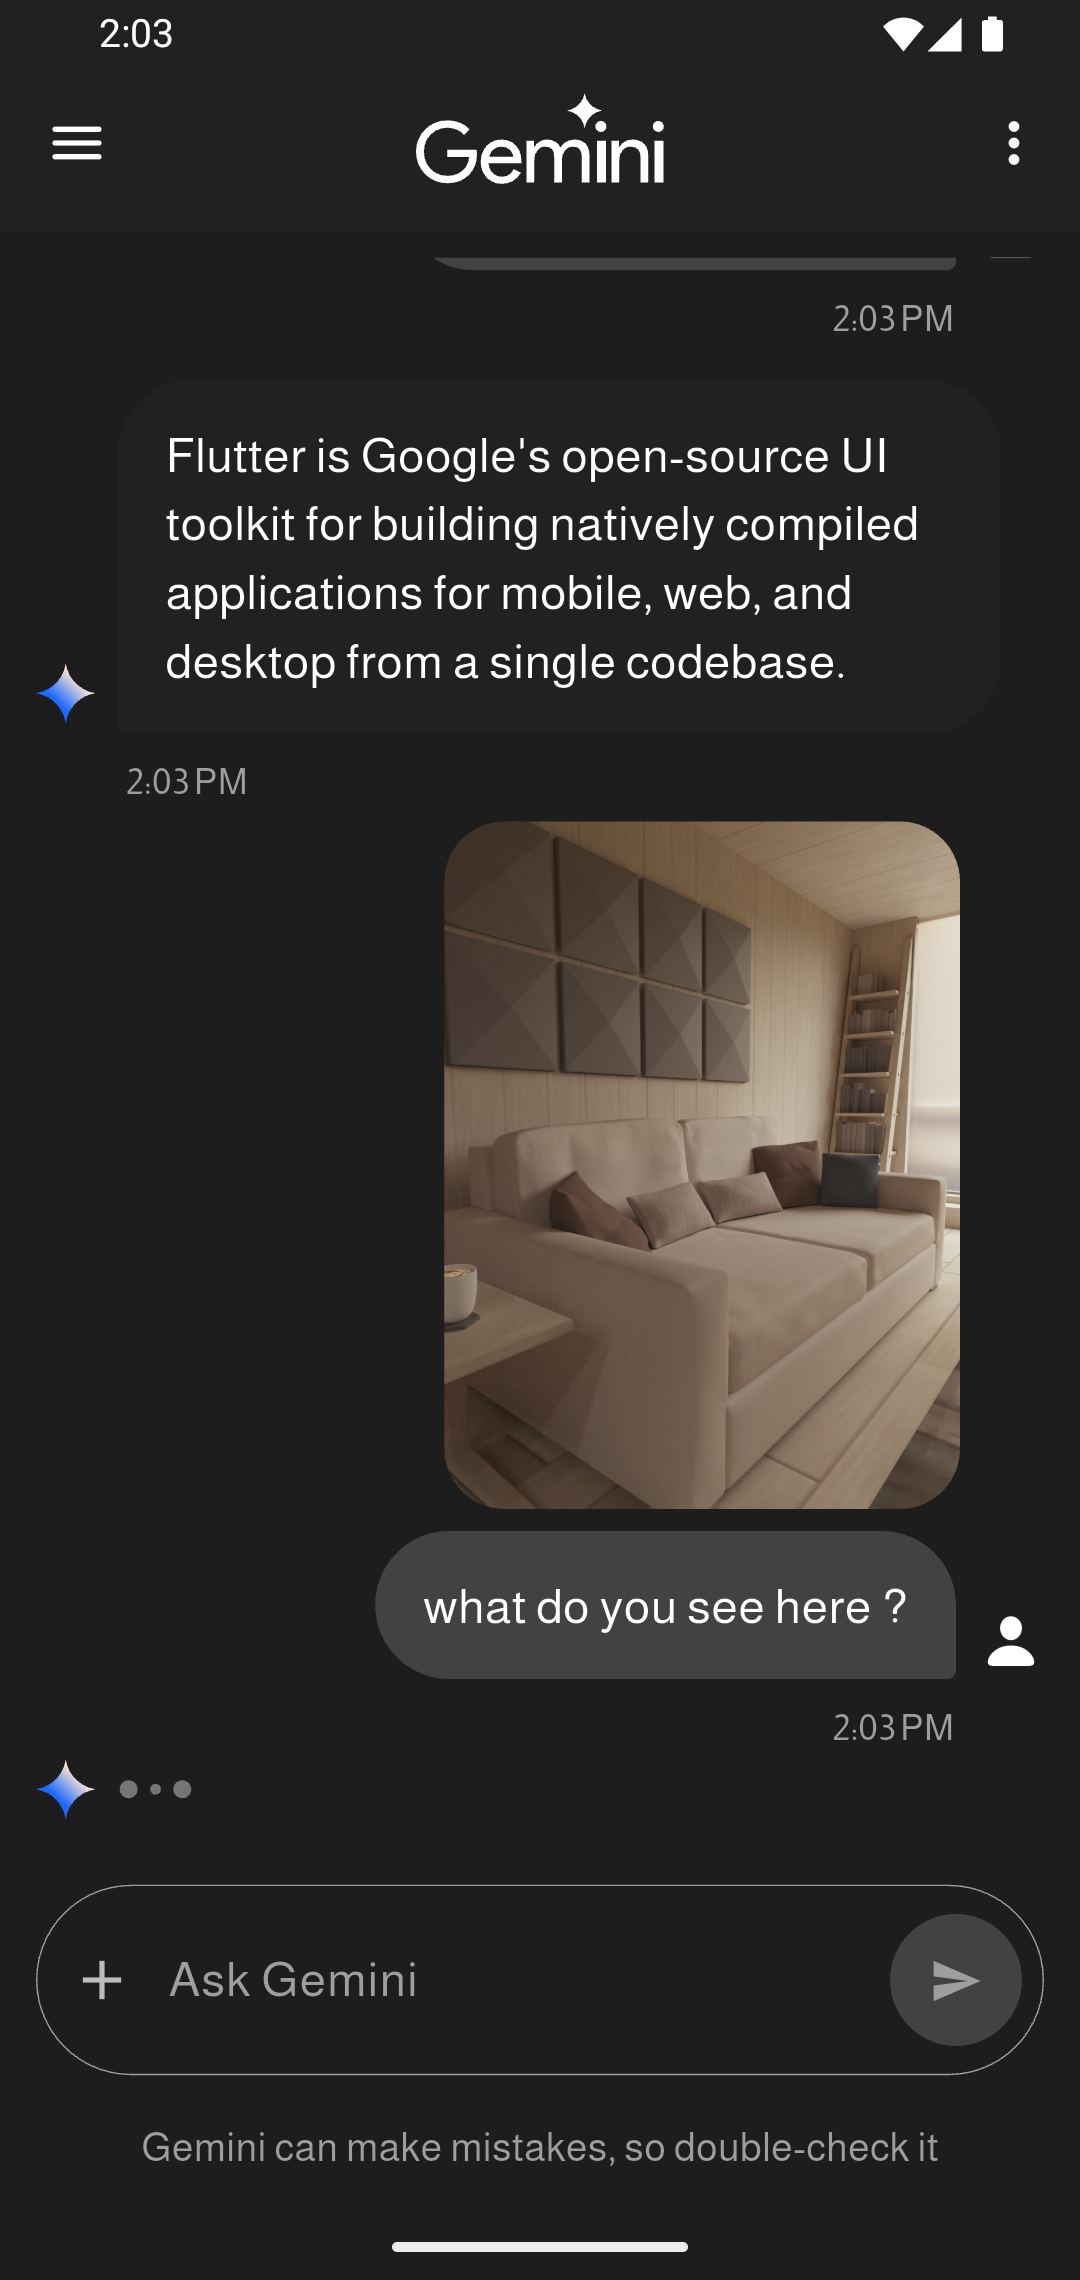 2:03
Gemini
2:03 PM
Flutter is Google's open-source UI
toolkit for building natively compiled
applications for mobile, web, and
desktop from a single codebase.
2:03 PM
what do you see here ?
2:03 PM
Ask Gemini
Gemini can make mistakes, so double-check it